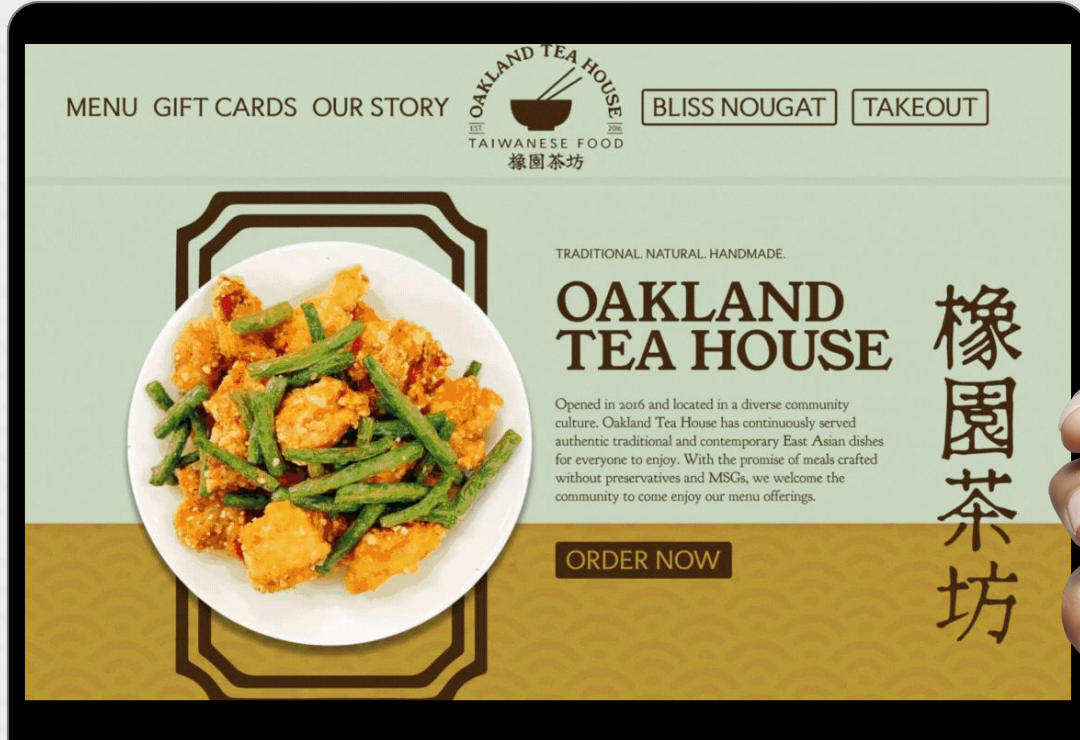 MENU GIFT CARDS OUR STORY
OAKLAND TEA HOUSE
EST. 2016
TAIWANESE FOOD
橡園茶坊
BLISS NOUGAT TAKEOUT
TRADITIONAL. NATURAL. HANDMADE.
OAKLAND
TEA HOUSE
Opened in 2016 and located in a diverse community
culture. Oakland Tea House has continuously served
authentic traditional and contemporary East Asian dishes
for everyone to enjoy. With the promise of meals crafted
without preservatives and MSGs, we welcome the
community to come enjoy our menu offerings.
ORDER NOW
橡園茶坊